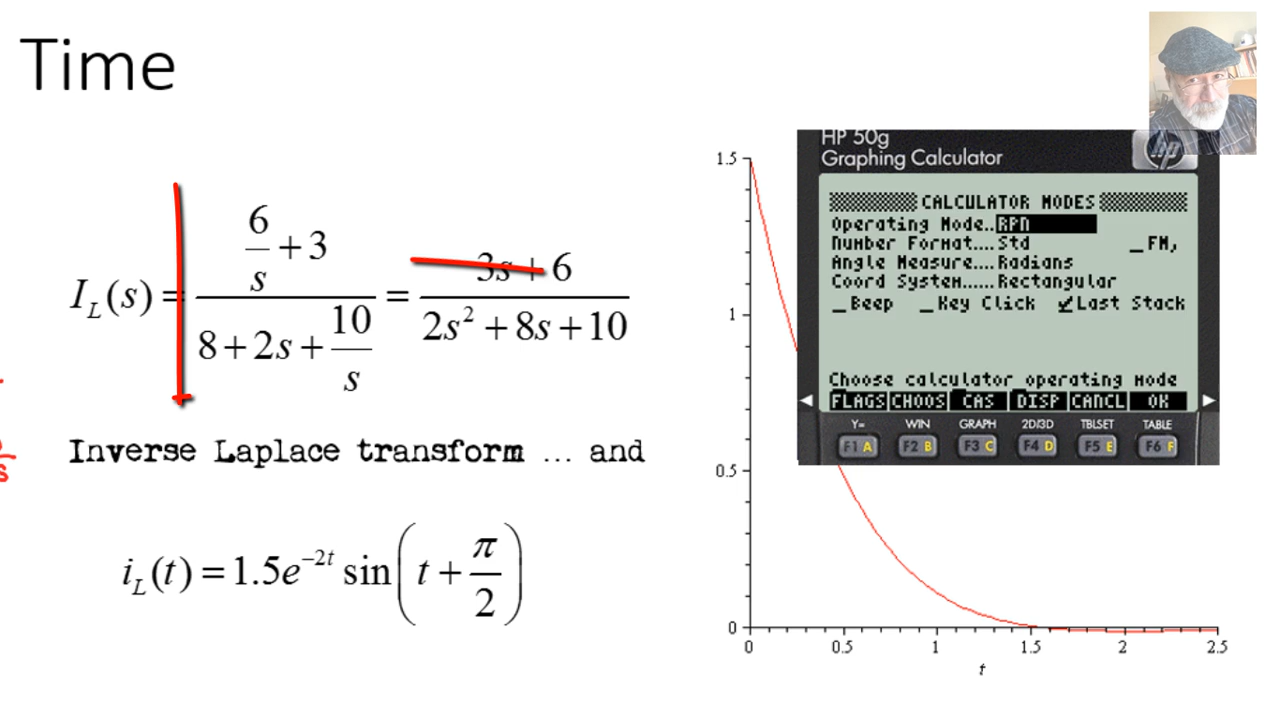 Time
I_L(s) = (6/s + 3)/(8 + 2s + 10/s) = (3s + 6)/(2s² + 8s + 10)
Inverse Laplace transform ... and
i_L(t) = 1.5e^{-2t} sin(t + π/2)
s
HP 50g
Graphing Calculator
hp
CALCULATOR MODES
Operating Mode..RPN
Number Format....Std _FM,
Angle Measure....Radians
Coord System......Rectangular
_Beep _Key Click ✓Last Stack
Choose calculator operating mode
FLAGS CHOOS CAS DISP CANCL OK
Y= WIN GRAPH 2D/3D TBLSET TABLE
F1 A F2 B F3 C F4 D F5 E F6 F
1.5
1
0.5
0
0 0.5 1 1.5 2 2.5
t